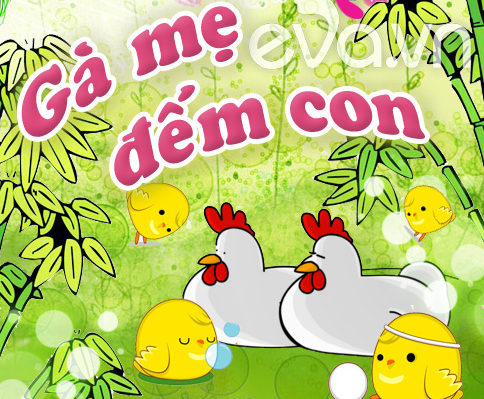 eva.vn
Gà mẹ
đếm con